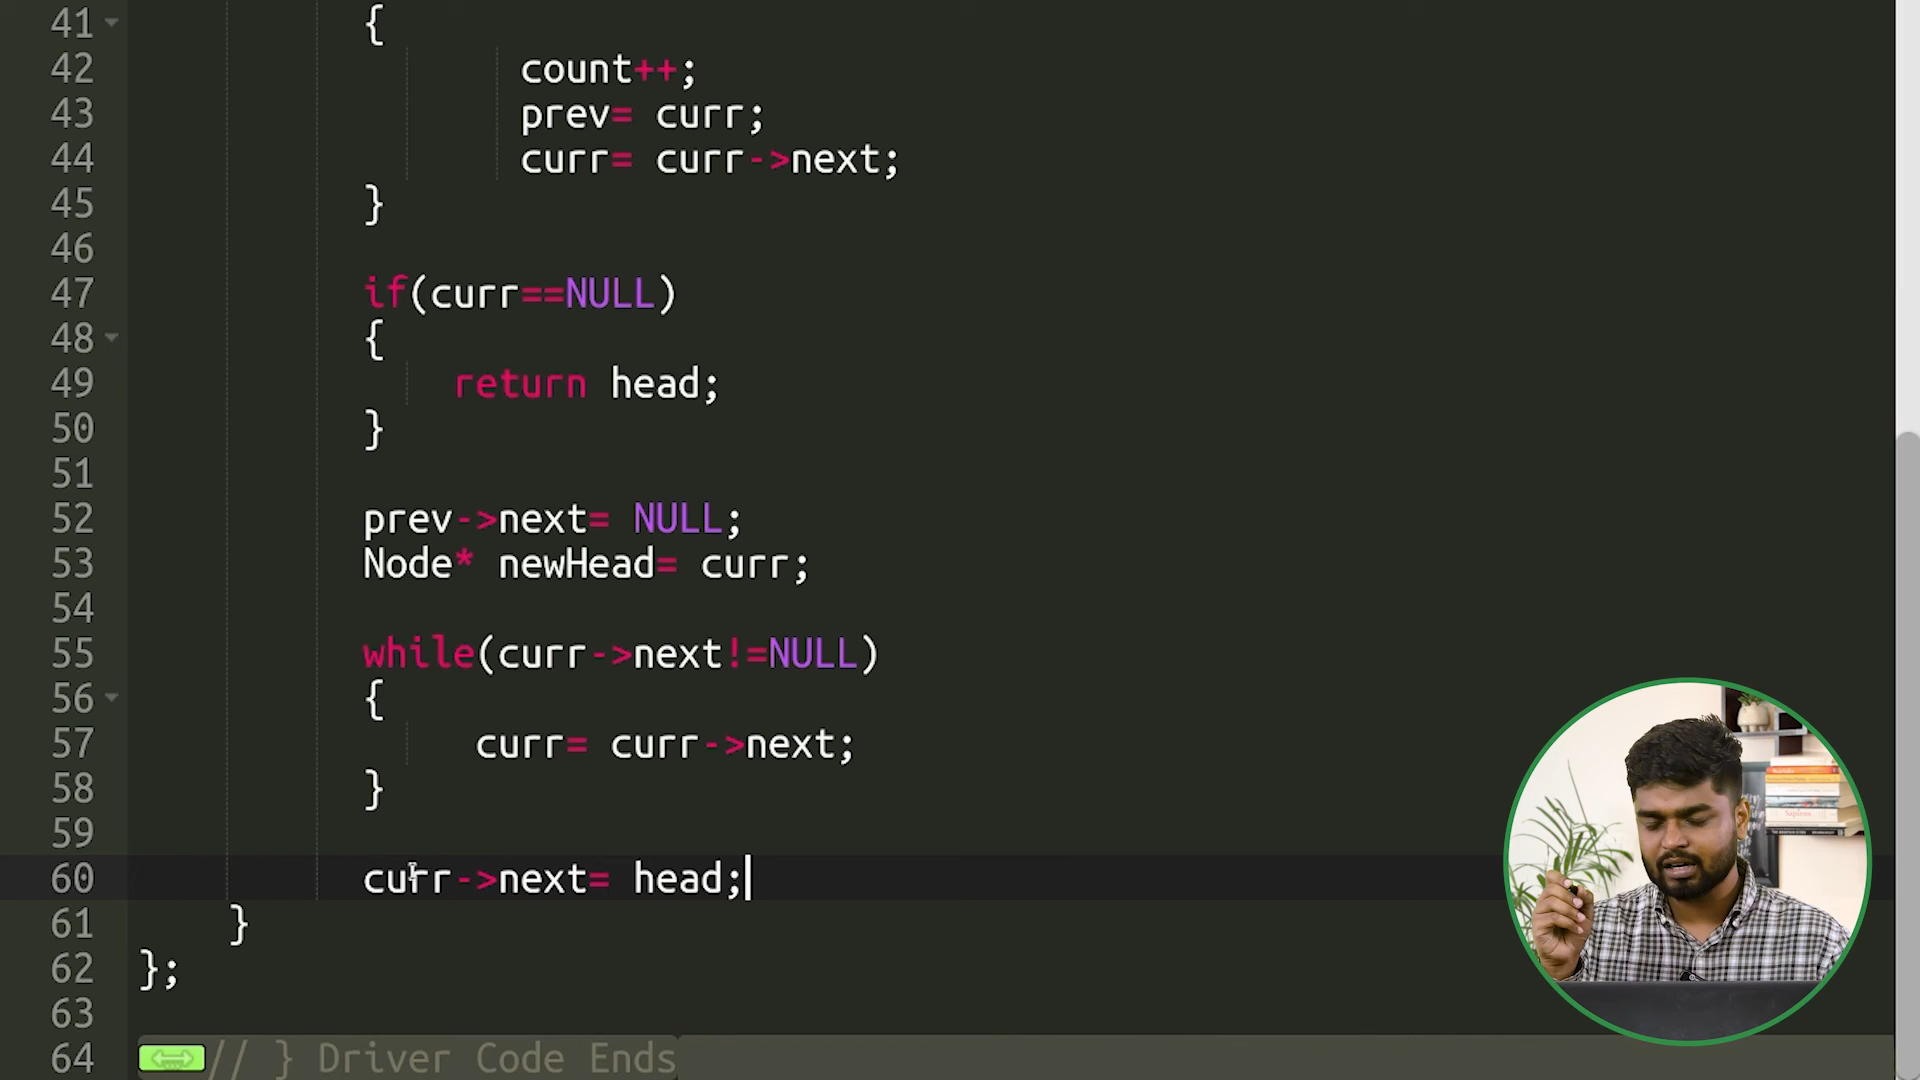 41 {
42 count++;
43 prev= curr;
44 curr= curr->next;
45 }
46
47 if(curr==NULL)
48 {
49 return head;
50 }
51
52 prev->next= NULL;
53 Node* newHead= curr;
54
55 while(curr->next!=NULL)
56 {
57 curr= curr->next;
58 }
59
60 curr->next= head;
61 }
62 };
63
64 // } Driver Code Ends